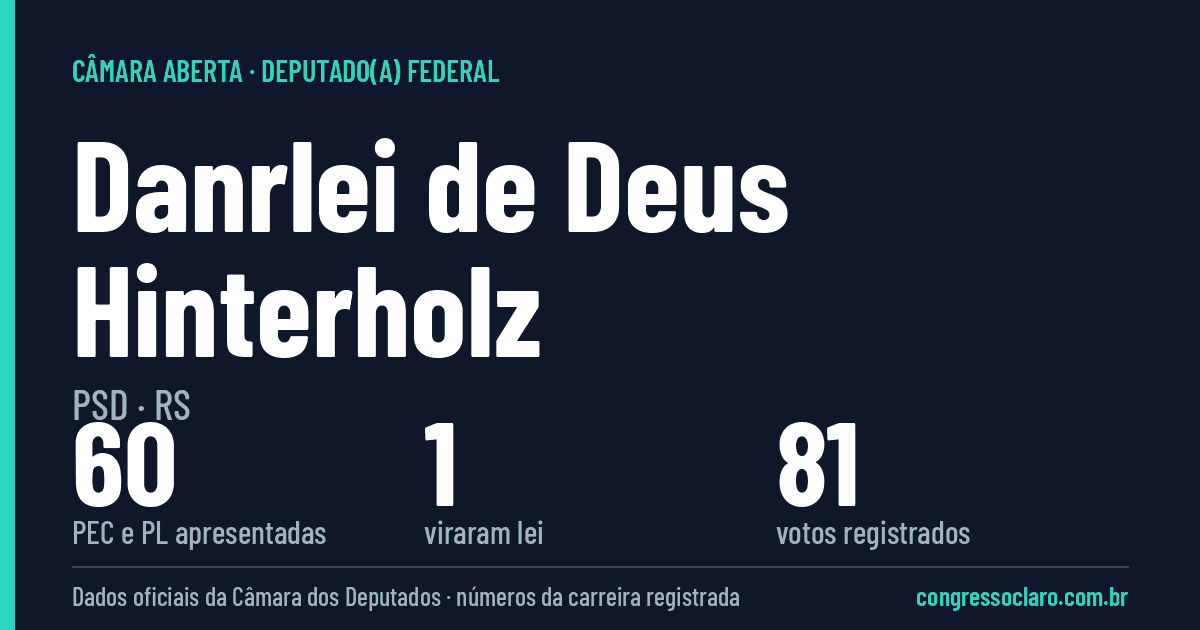 CÂMARA ABERTA · DEPUTADO(A) FEDERAL
Danrlei de Deus
Hinterholz
PSD · RS
60 1 81
PEC e PL apresentadas viraram lei votos registrados
Dados oficiais da Câmara dos Deputados · números da carreira registrada congressoclaro.com.br